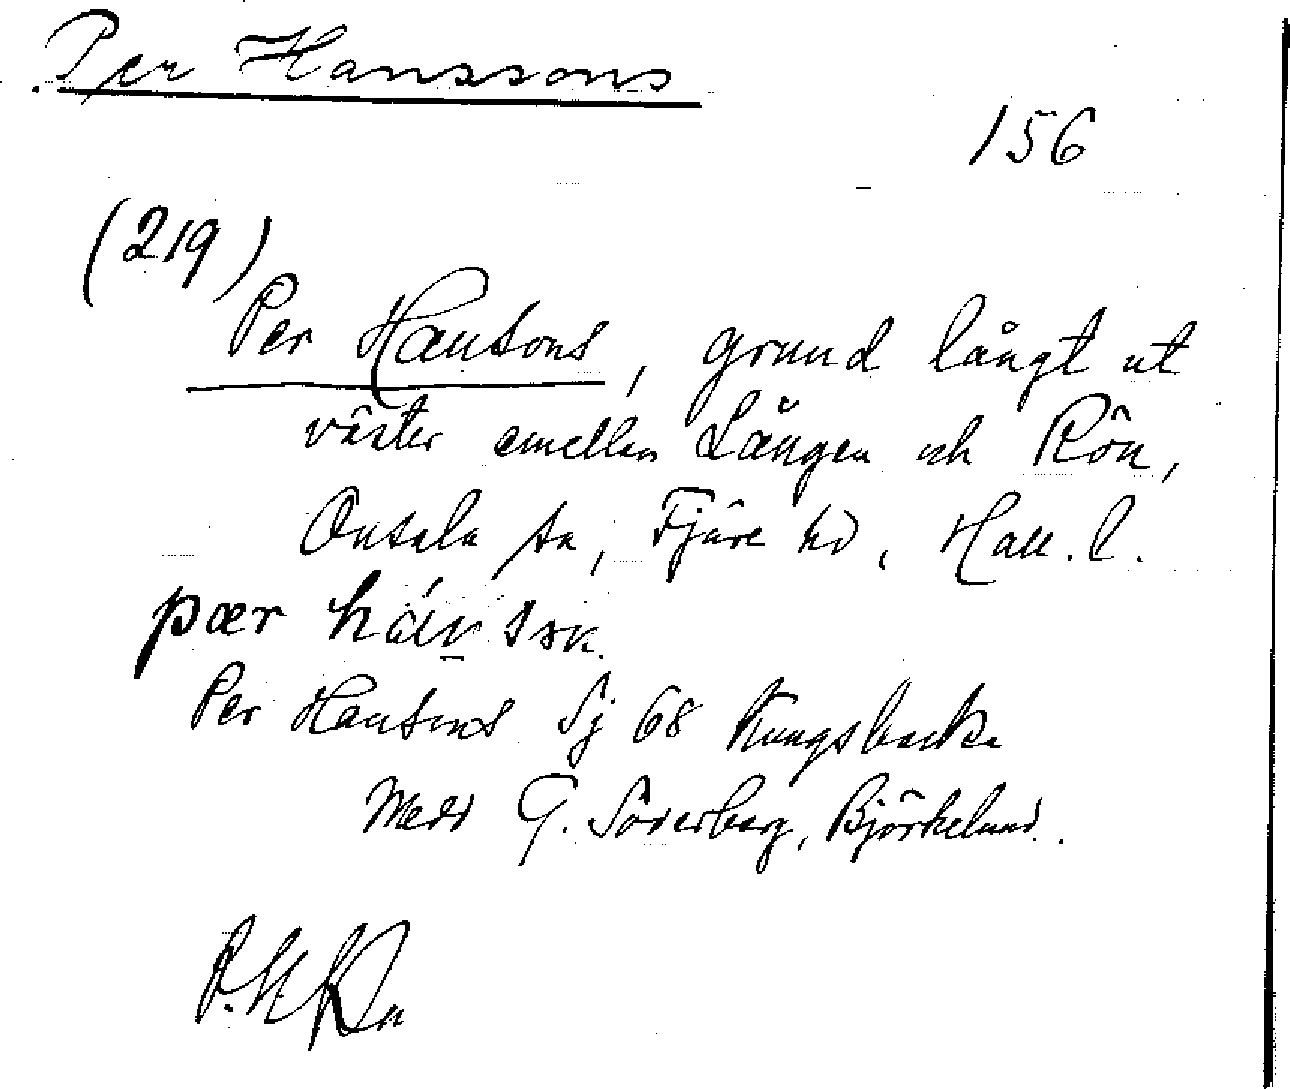 Per Hanssons
156
(219)
Per Hansons, grund långt ut
väster emellan Lången och Rön,
Onsala sn, Fjäre hd, Hall. l.
pær hán sɔn.
Per Hansons Sj 68 Kungsbacka
Medd G. Söderberg, Björkelund.